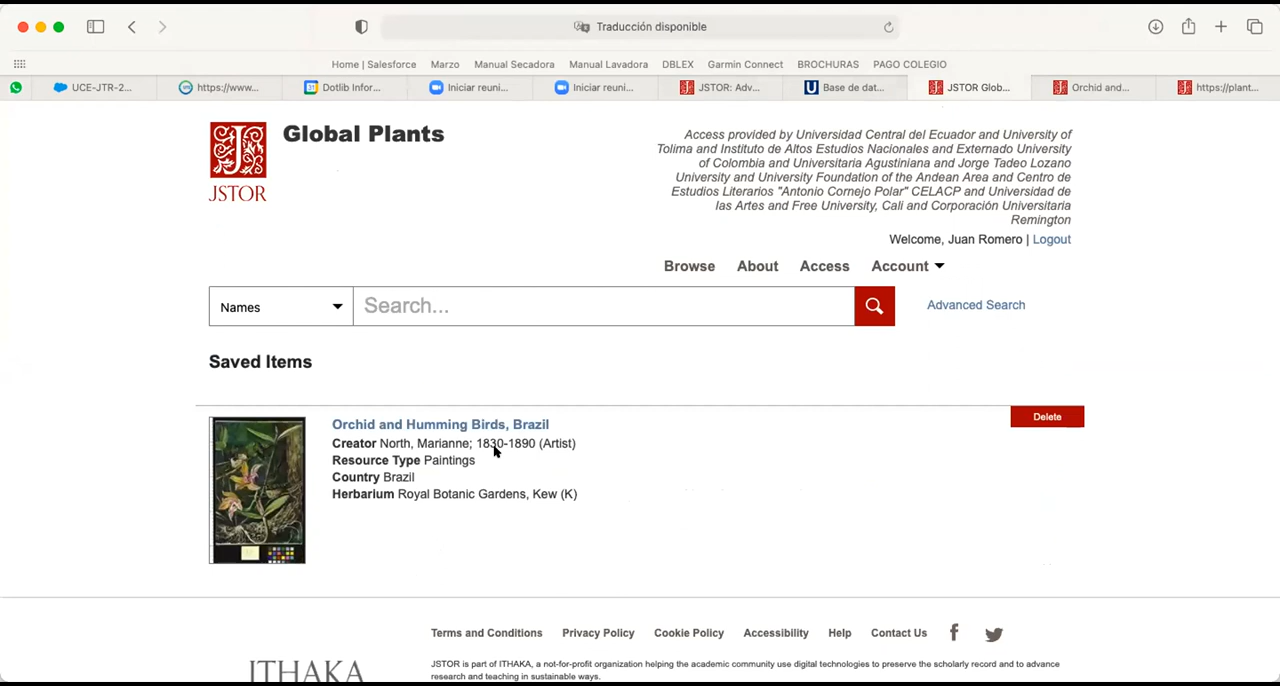 Traducción disponible
Home | Salesforce Marzo Manual Secadora Manual Lavadora DBLEX Garmin Connect BROCHURAS PAGO COLEGIO
UCE-JTR-2... https://www... Dotlib Infor... Iniciar reuni... Iniciar reuni... JSTOR: Adv... Base de dat... JSTOR Glob... Orchid and... https://plant...
JSTOR
Global Plants
Access provided by Universidad Central del Ecuador and University of
Tolima and Instituto de Altos Estudios Nacionales and Externado University
of Colombia and Universitaria Agustiniana and Jorge Tadeo Lozano
University and University Foundation of the Andean Area and Centro de
Estudios Literarios "Antonio Cornejo Polar" CELACP and Universidad de
las Artes and Free University, Cali and Corporación Universitaria
Remington
Welcome, Juan Romero | Logout
Browse About Access Account
Names Search... Advanced Search
Saved Items
Delete
Orchid and Humming Birds, Brazil
Creator North, Marianne; 1830-1890 (Artist)
Resource Type Paintings
Country Brazil
Herbarium Royal Botanic Gardens, Kew (K)
Terms and Conditions Privacy Policy Cookie Policy Accessibility Help Contact Us
ITHAKA
JSTOR is part of ITHAKA, a not-for-profit organization helping the academic community use digital technologies to preserve the scholarly record and to advance
research and teaching in sustainable ways.